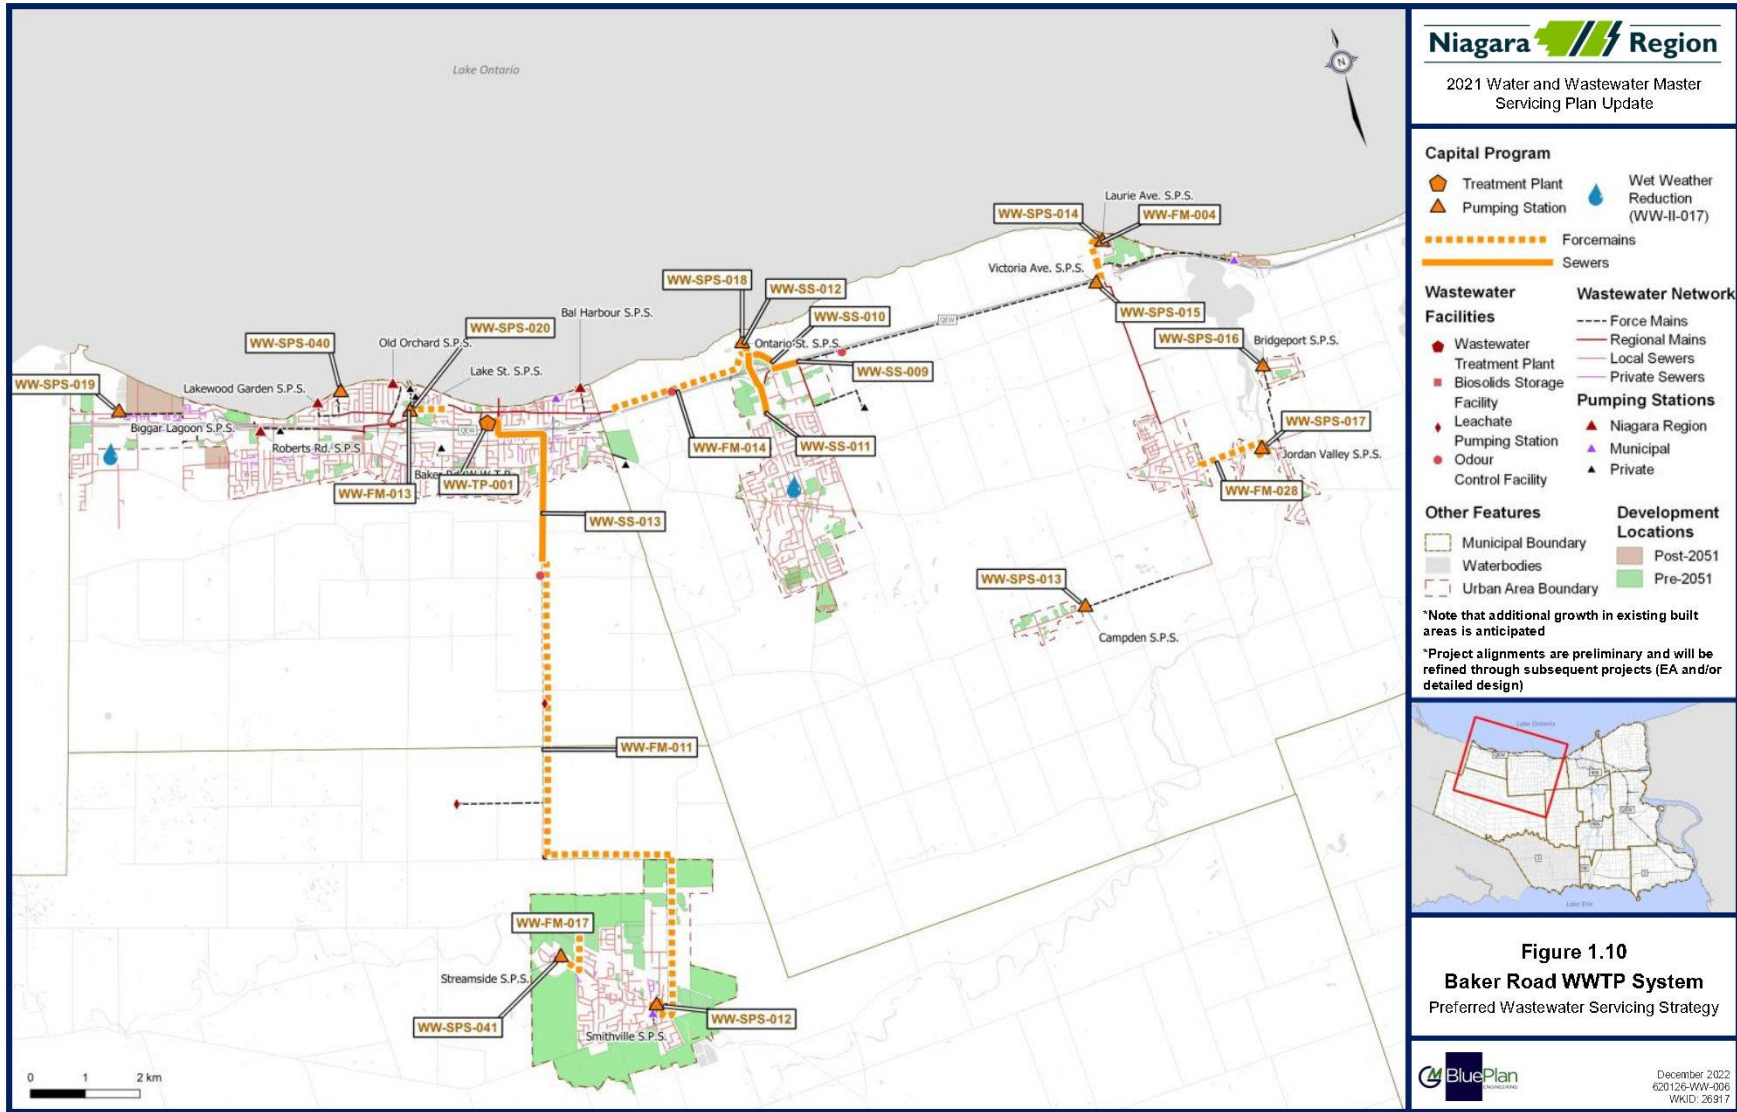 Lake Ontario
Laurie Ave. S.P.S.
WW-SPS-014
WW-FM-004
Victoria Ave. S.P.S.
WW-SPS-018
WW-SS-012
QEW
WW-SPS-015
Bal Harbour S.P.S.
WW-SS-010
WW-SPS-020
WW-SPS-016
Bridgeport S.P.S.
WW-SPS-040
Old Orchard S.P.S.
Ontario St. S.P.S.
Lake St. S.P.S.
WW-SS-009
WW-SPS-019
Lakewood Garden S.P.S.
Biggar Lagoon S.P.S.
QEW
WW-SPS-017
Roberts Rd. S.P.S
WW-FM-014
WW-SS-011
Jordan Valley S.P.S.
WW-FM-013
WW-TP-001
WW-FM-028
WW-SS-013
WW-SPS-013
Campden S.P.S.
WW-FM-011
WW-FM-017
Streamside S.P.S.
WW-SPS-041
WW-SPS-012
Smithville S.P.S.
0 1 2 km
N
Niagara Region
2021 Water and Wastewater Master
Servicing Plan Update
Capital Program
Treatment Plant
Pumping Station
Wet Weather
Reduction
(WW-II-017)
Forcemains
Sewers
Wastewater
Facilities
Wastewater
Treatment Plant
Biosolids Storage
Facility
Leachate
Pumping Station
Odour
Control Facility
Wastewater Network
Force Mains
Regional Mains
Local Sewers
Private Sewers
Pumping Stations
Niagara Region
Municipal
Private
Other Features
Municipal Boundary
Waterbodies
Urban Area Boundary
Development
Locations
Post-2051
Pre-2051
*Note that additional growth in existing built
areas is anticipated
*Project alignments are preliminary and will be
refined through subsequent projects (EA and/or
detailed design)
Lake Ontario
QEW
Lake Erie
Figure 1.10
Baker Road WWTP System
Preferred Wastewater Servicing Strategy
GM BluePlan
ENGINEERING
December 2022
620126-WW-006
WKID: 26917